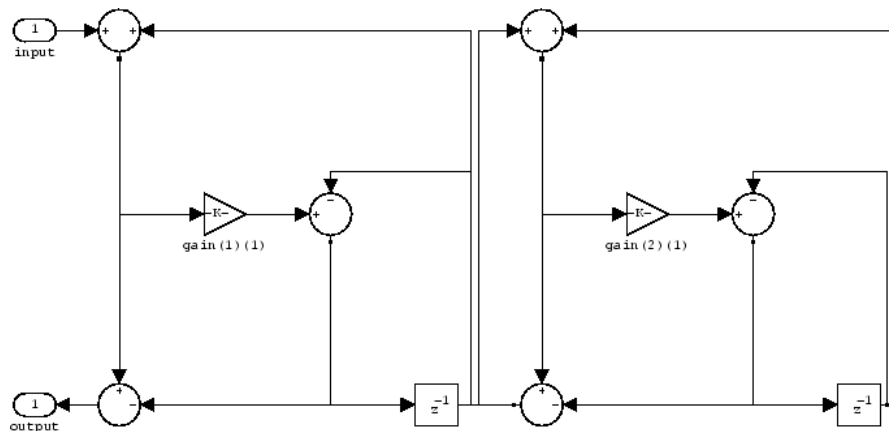 1
input
+ +
+ +
-
-
-K-
+
-K-
+
gain(1)(1)
gain(2)(1)
+
+
1
-
z-1
-
z-1
output